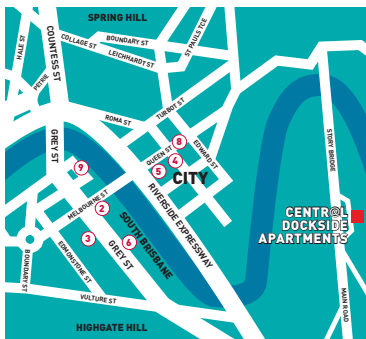 SPRING HILL
HALE ST
COUNTESS ST
COLLAGE ST
BOUNDARY ST
LEICHHARDT ST
ST PAULS TCE
PETRIE
ROMA ST
TURBOT ST
GREY ST
QUEEN ST
EDWARD ST
8
4
5
9
CITY
STORY BRIDGE
MELBOURNE ST
2
RIVERSIDE EXPRESSWAY
SOUTH BRISBANE
CENTR@L
DOCKSIDE
APARTMENTS
3
6
GREY ST
BOUNDARY ST
EDMONSTONE ST
VULTURE ST
MAIN ROAD
HIGHGATE HILL